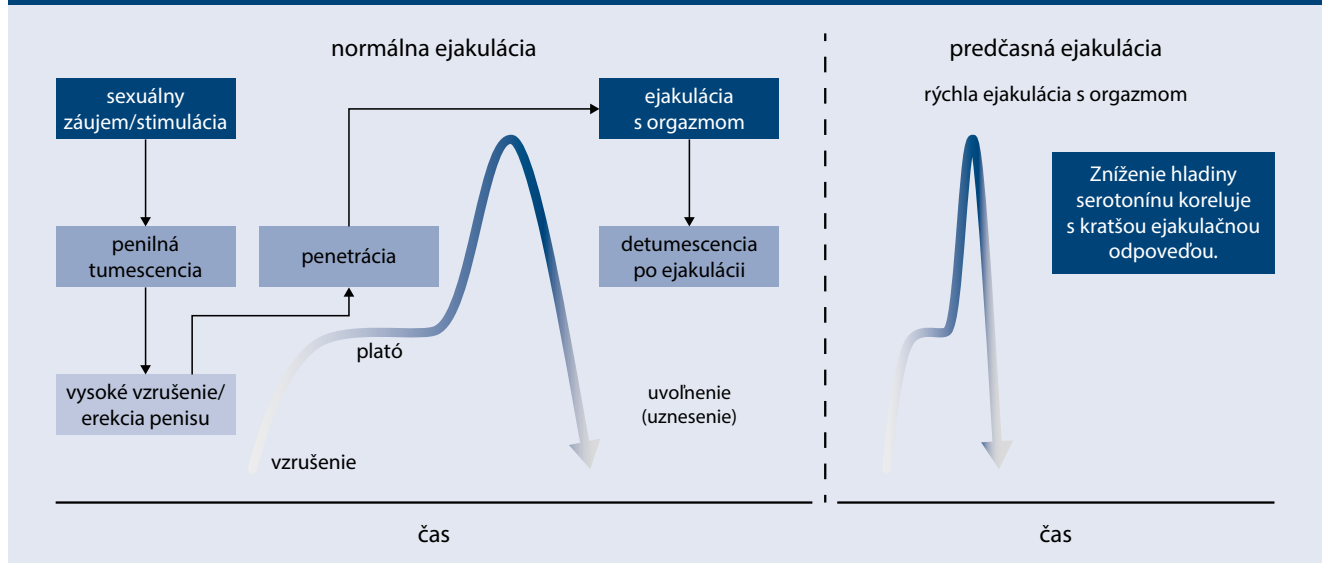 normálna ejakulácia
sexuálny
záujem/stimulácia
penilná
tumescencia
vysoké vzrušenie/
erekcia penisu
penetrácia
ejakulácia
s orgazmom
detumescencia
po ejakulácii
plató
vzrušenie
uvoľnenie
(uznesenie)
čas
predčasná ejakulácia
rýchla ejakulácia s orgazmom
Zníženie hladiny
serotonínu koreluje
s kratšou ejakulačnou
odpoveďou.
čas